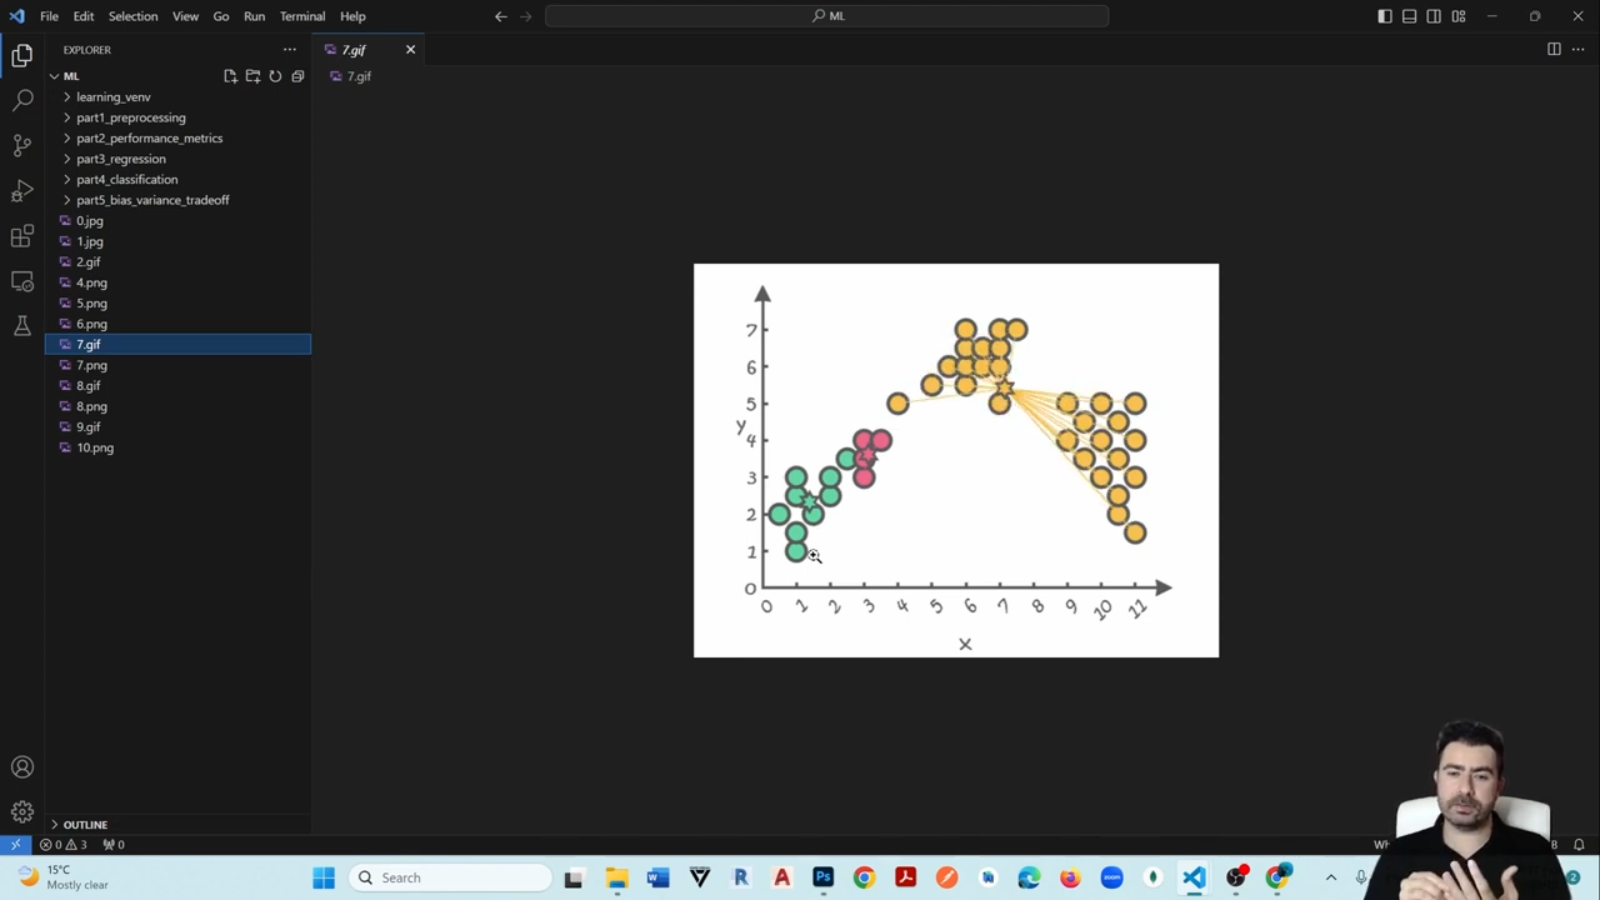 File Edit Selection View Go Run Terminal Help
ML
EXPLORER
7.gif
ML
7.gif
learning_venv
part1_preprocessing
part2_performance_metrics
part3_regression
part4_classification
part5_bias_variance_tradeoff
0.jpg
1.jpg
2.gif
4.png
5.png
6.png
7.gif
7.png
8.gif
8.png
9.gif
10.png
7
6
5
y
4
3
2
1
0
0 1 2 3 4 5 6 7 8 9 10 11
x
OUTLINE
0 3 0
15°C
Mostly clear
Search
2